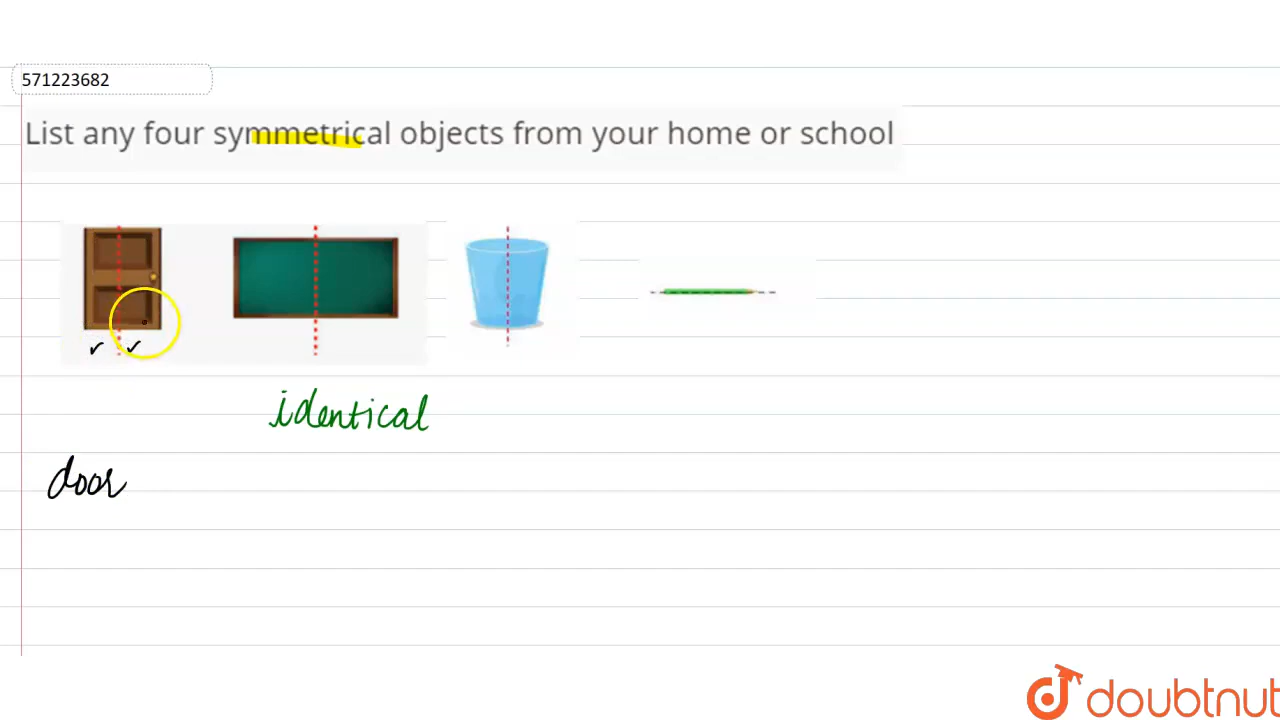 571223682
List any four symmetrical objects from your home or school
identical
door
doubtnut